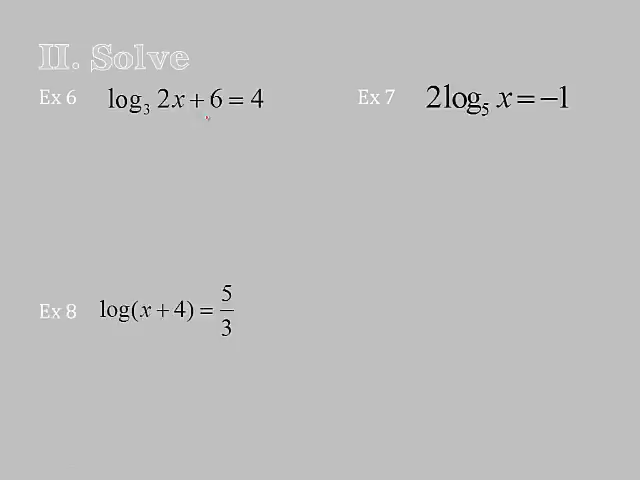 II. Solve
Ex 6 log₃ 2x + 6 = 4
Ex 7 2log₅ x = −1
Ex 8 log(x + 4) = 5/3